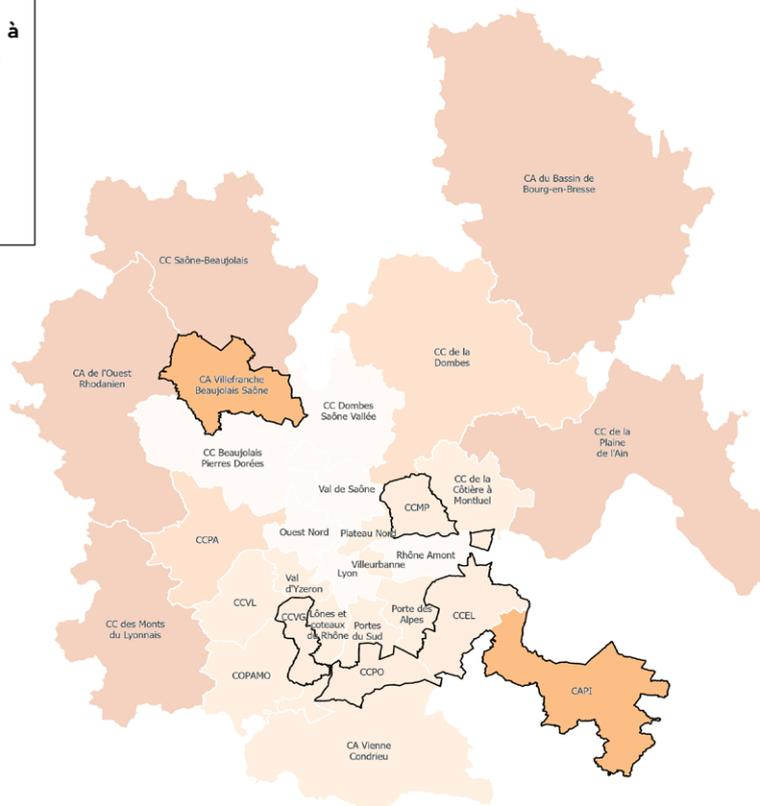 à
CA du Bassin de
Bourg-en-Bresse
CC Saône-Beaujolais
CC de la
Dombes
CA de l'Ouest
Rhodanien
CA Villefranche
Beaujolais Saône
CC Dombes
Saône Vallée
CC de la
Plaine
de l'Ain
CC Beaujolais
Pierres Dorées
Val de Saône
CC de la
Côtière à
Montluel
CCMP
Ouest Nord
Plateau Nord
CCPA
Rhône Amont
Villeurbanne
Lyon
Val
d'Yzeron
CCVL
CCVG
Lônes et
coteaux
du Rhône
Portes
du Sud
Porte des
Alpes
CCEL
CC des Monts
du Lyonnais
COPAMO
CCPO
CAPI
CA Vienne
Condrieu